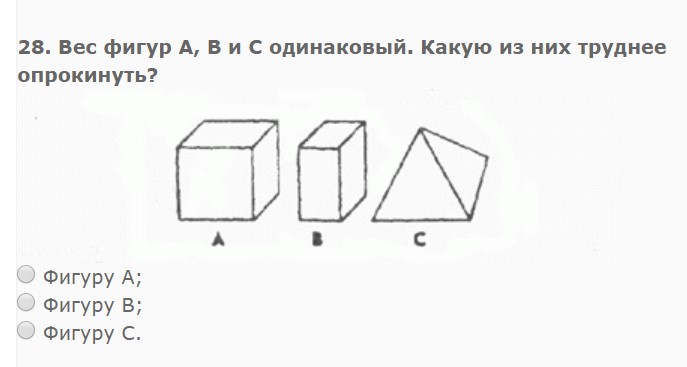 28. Вес фигур А, В и С одинаковый. Какую из них труднее
опрокинуть?
A B C
Фигуру А;
Фигуру В;
Фигуру С.